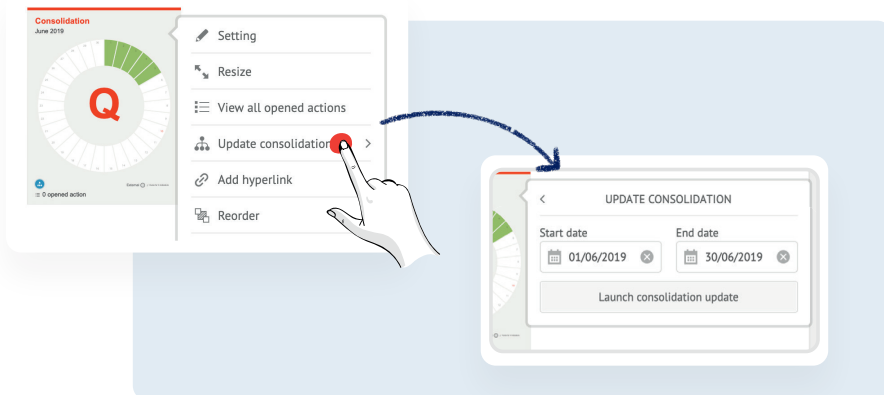 Consolidation
June 2019
Q
0 opened action
Setting
Resize
View all opened actions
Update consolidation
Add hyperlink
Reorder
UPDATE CONSOLIDATION
Start date
End date
01/06/2019
30/06/2019
Launch consolidation update